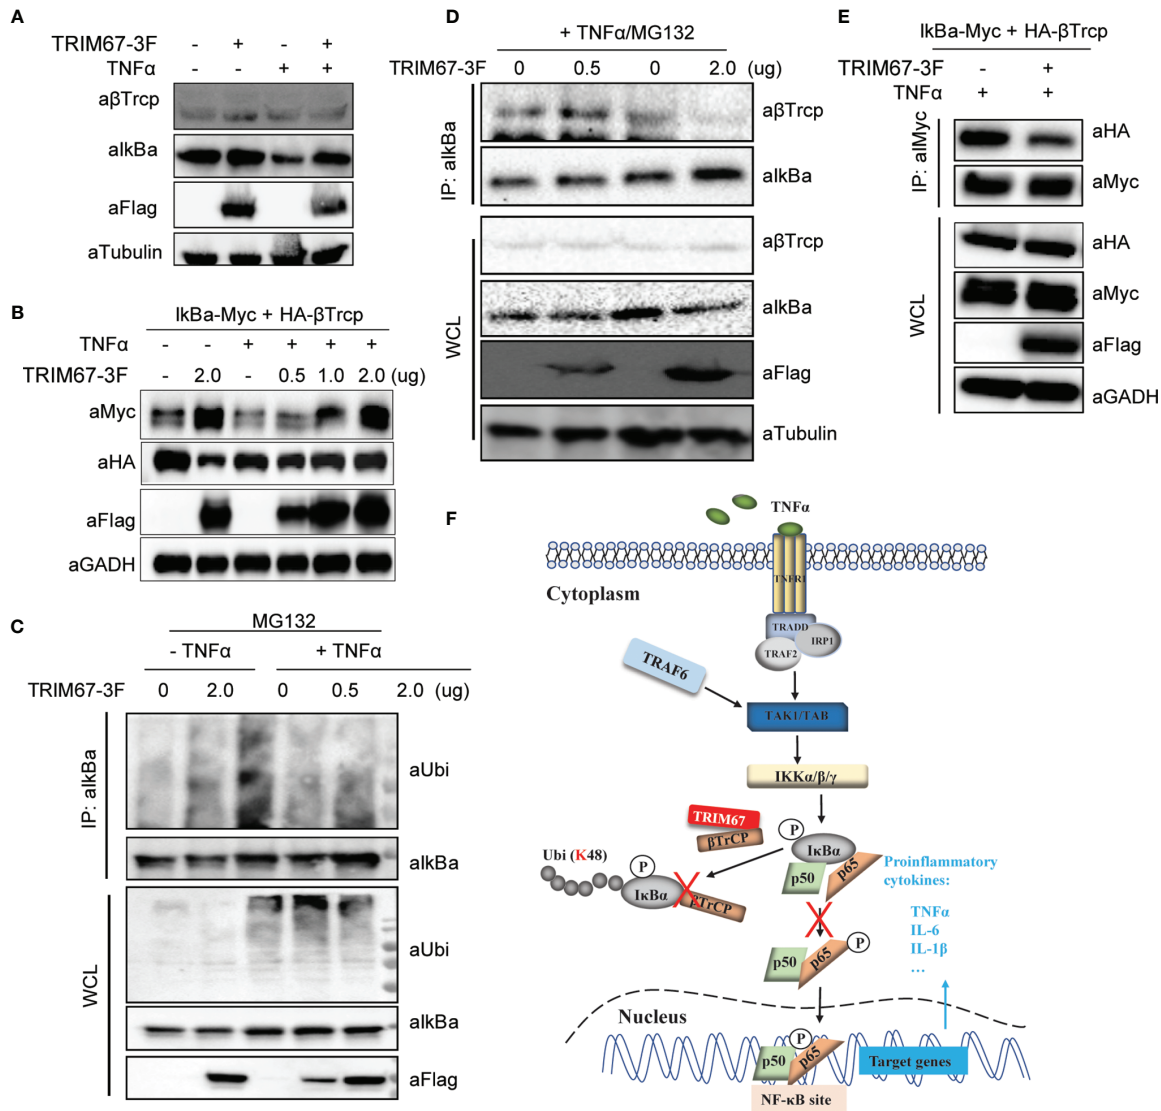 A
TRIM67-3F - + - +
TNFα - - + +
aβTrcp
aIkBa
aFlag
aTubulin
B
IkBa-Myc + HA-βTrcp
TNFα - - + + + +
TRIM67-3F - 2.0 - 0.5 1.0 2.0 (ug)
aMyc
aHA
aFlag
aGADH
C
MG132
- TNFα + TNFα
TRIM67-3F 0 2.0 0 0.5 2.0 (ug)
IP: aIkBa
aUbi
aIkBa
WCL
aUbi
aIkBa
aFlag
D
+ TNFα/MG132
TRIM67-3F 0 0.5 0 2.0 (ug)
IP: aIkBa
aβTrcp
aIkBa
WCL
aβTrcp
aIkBa
aFlag
aTubulin
E
IkBa-Myc + HA-βTrcp
TRIM67-3F - +
TNFα + +
IP: aIMyc
aHA
aMyc
WCL
aHA
aMyc
aFlag
aGADH
F
TNFα
TNFR1
Cytoplasm
TRADD
IRP1
TRAF2
TRAF6
TAK1/TAB
IKKα/β/γ
TRIM67
βTrCP
P
IκBα
p50 p65
Ubi (K48)
P
IκBα
βTrCP
Proinflammatory
cytokines:
TNFα
IL-6
IL-1β
...
p50 p65 P
Nucleus
P
p50 p65
Target genes
NF-κB site